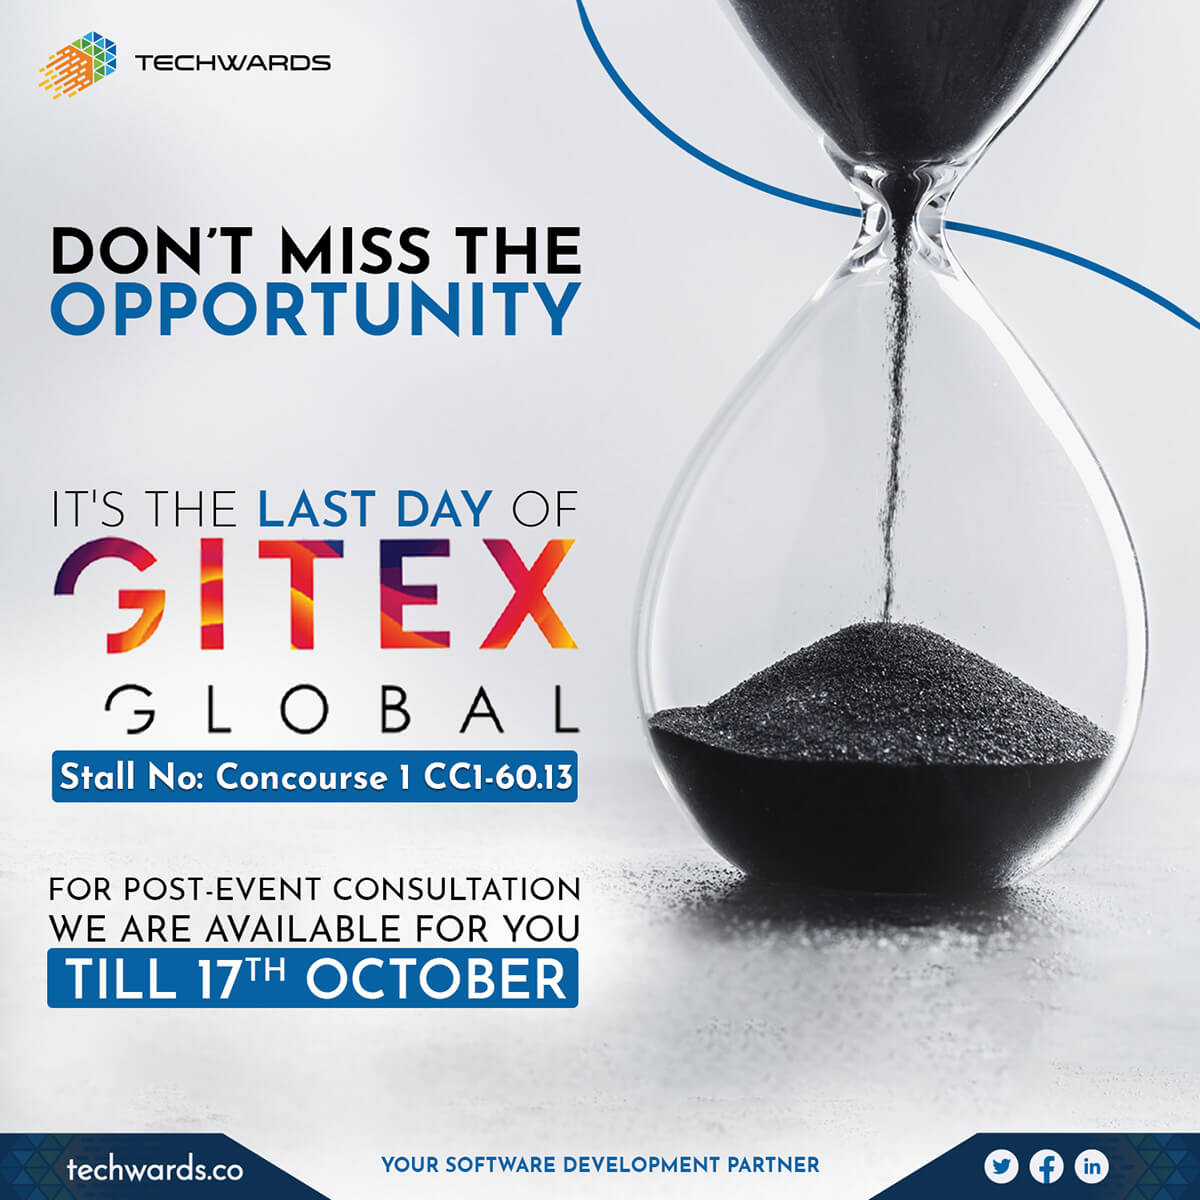 TECHWARDS
DON'T MISS THE
OPPORTUNITY
IT'S THE LAST DAY OF
GITEX
GLOBAL
Stall No: Concourse 1 CC1-60.13
FOR POST-EVENT CONSULTATION
WE ARE AVAILABLE FOR YOU
TILL 17TH OCTOBER
techwards.co
YOUR SOFTWARE DEVELOPMENT PARTNER